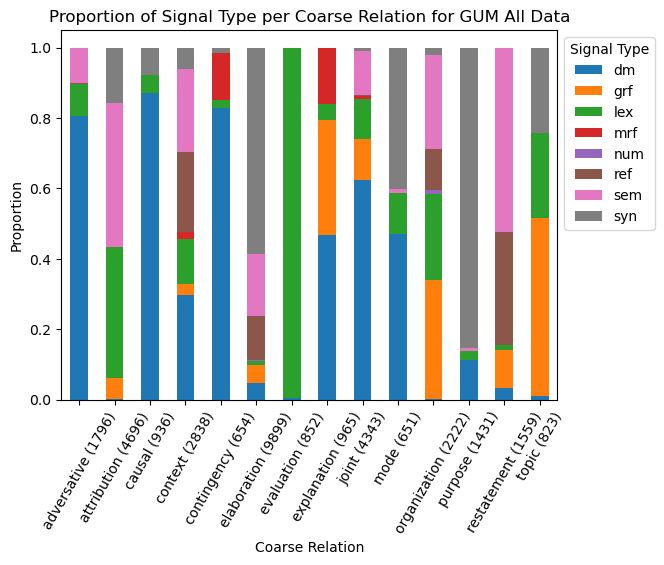 Proportion of Signal Type per Coarse Relation for GUM All Data
Signal Type
dm
grf
lex
mrf
num
ref
sem
syn
Proportion
1.0
0.8
0.6
0.4
0.2
0.0
adversative (1796)
attribution (4696)
causal (936)
context (2838)
contingency (654)
elaboration (9899)
evaluation (852)
explanation (965)
joint (4343)
mode (651)
organization (2222)
purpose (1431)
restatement (1559)
topic (823)
Coarse Relation